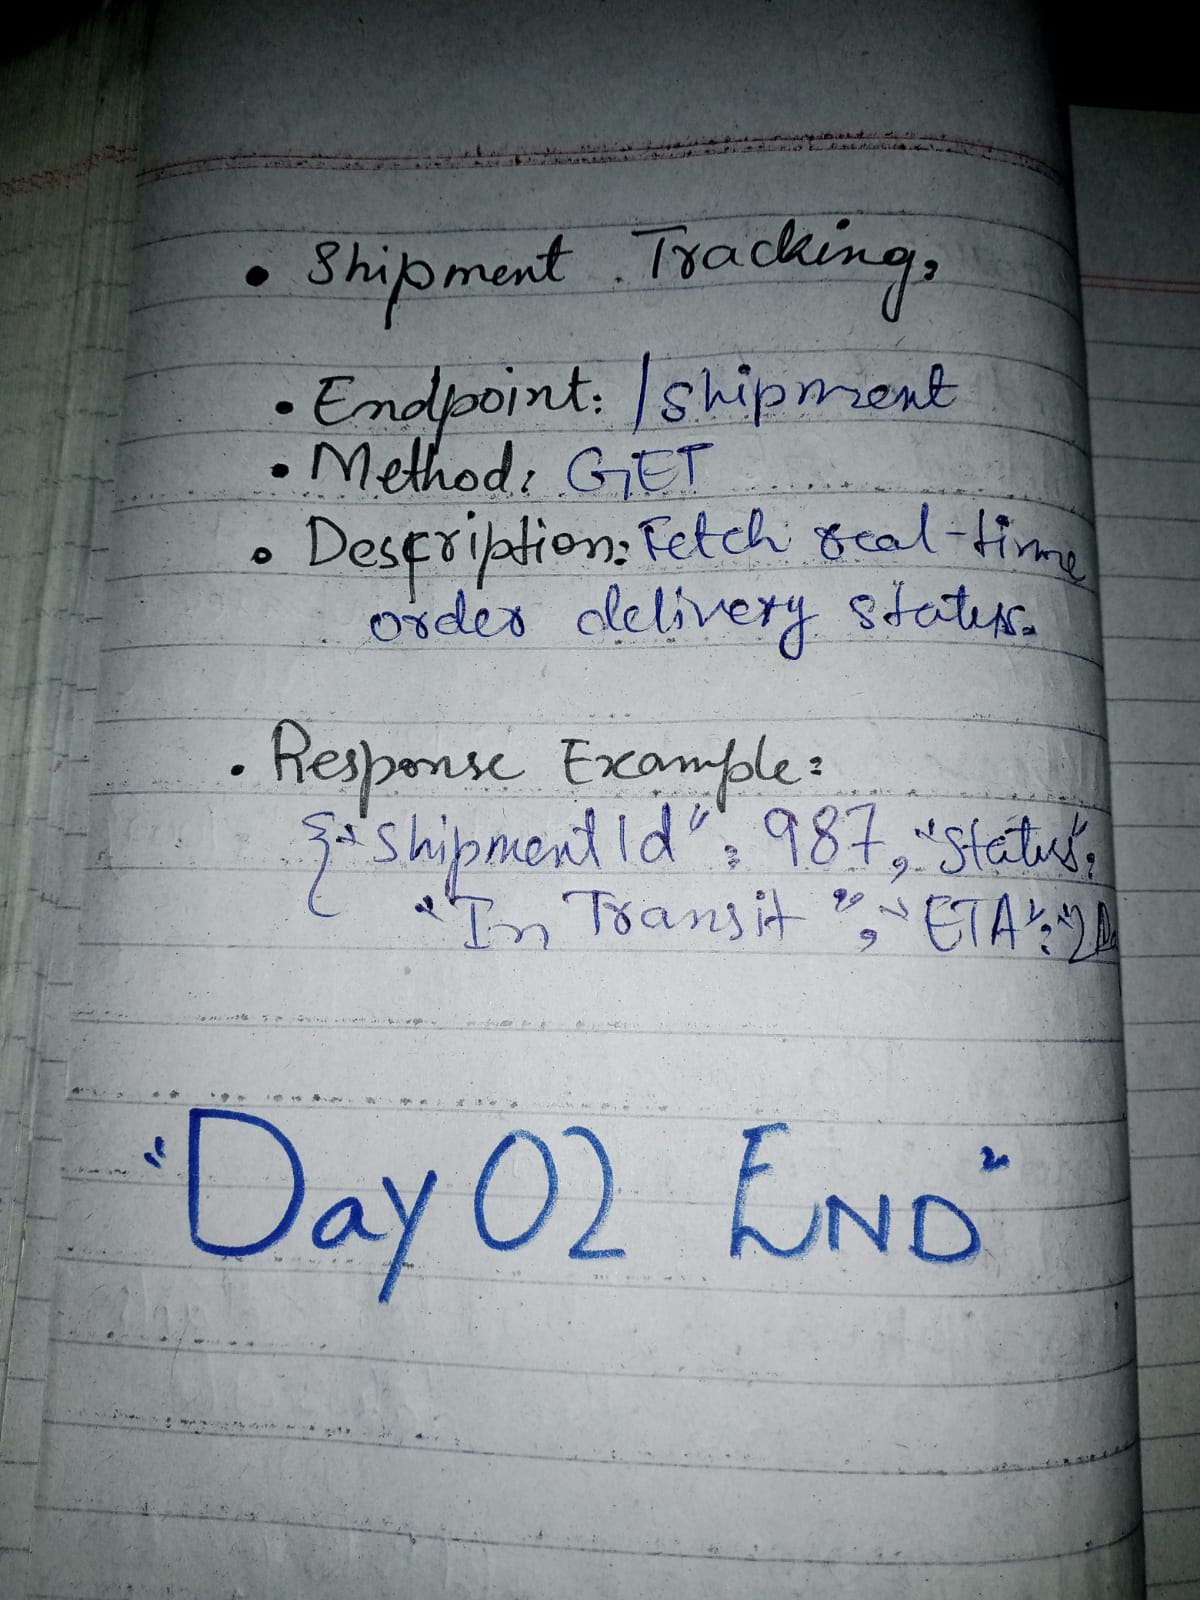 • Shipment Tracking:
• Endpoint: /shipment
• Method: GET
• Description: Fetch real-time
order delivery status.
• Response Example:
{"ShipmentId": 987, "Status":
"In Transit", "ETA":"2
"Day 02 END"